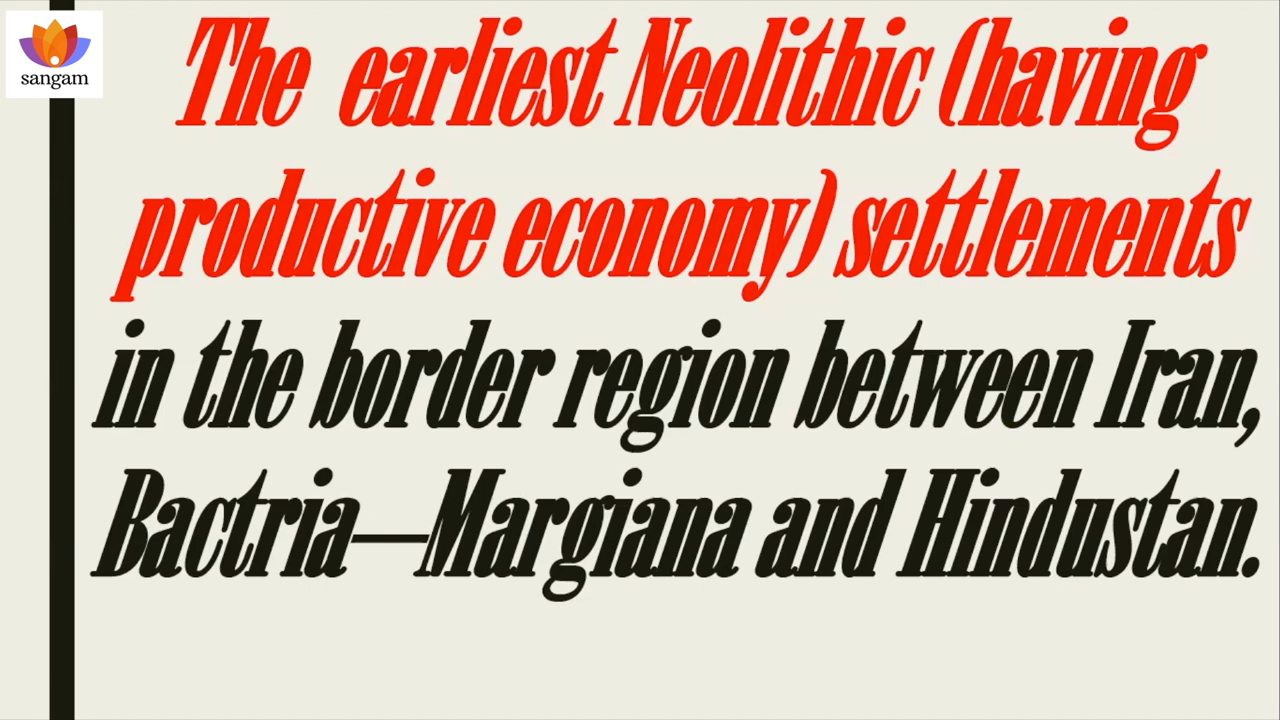 sangam
The earliest Neolithic (having
productive economy) settlements
in the border region between Iran,
Bactria—Margiana and Hindustan.